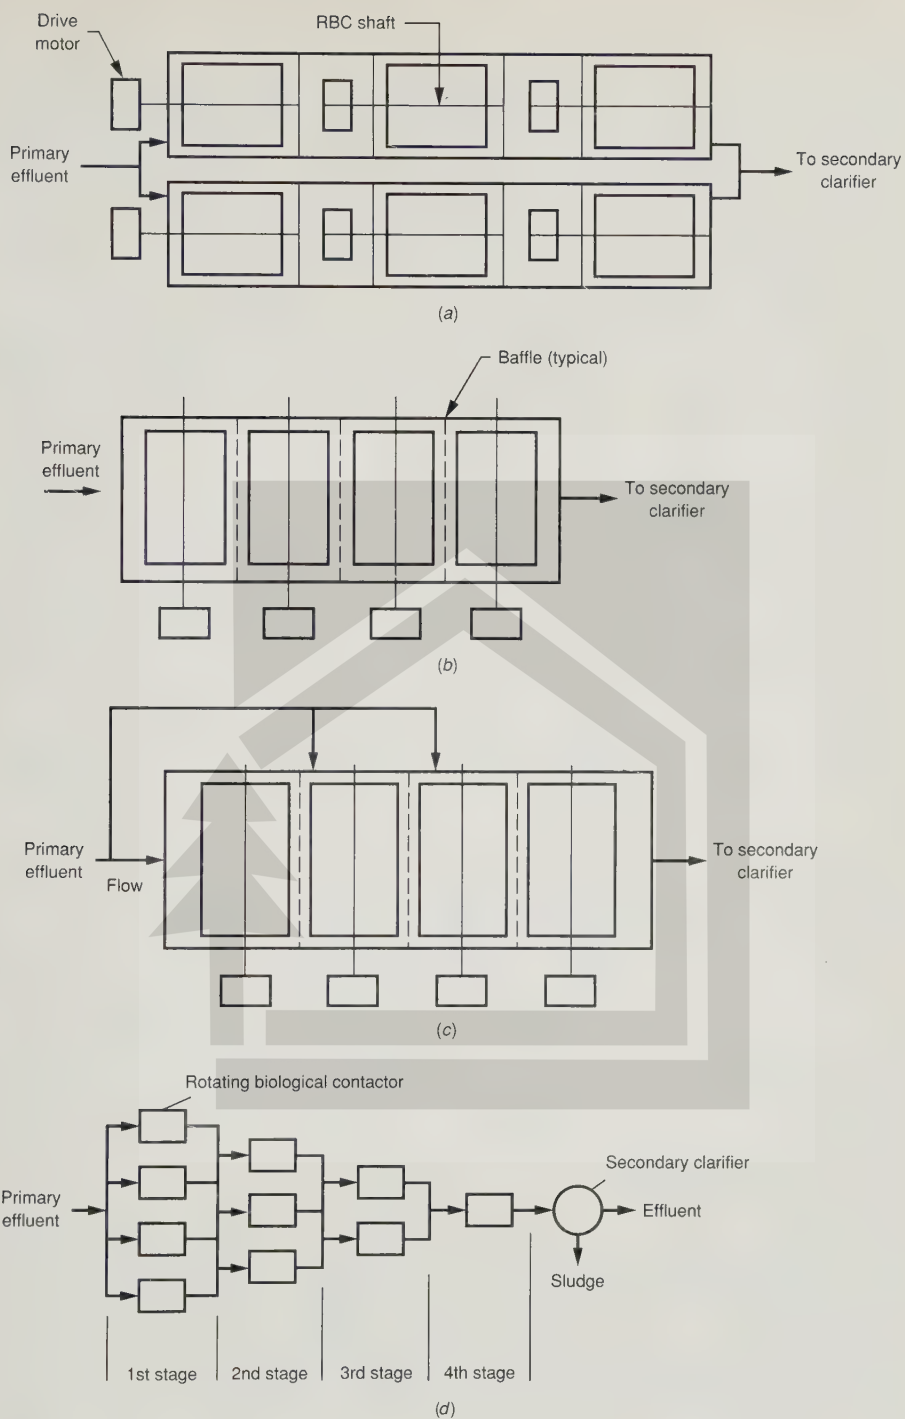 Drive
motor
RBC shaft
Primary
effluent
To secondary
clarifier
(a)
Baffle (typical)
Primary
effluent
To secondary
clarifier
(b)
Primary
effluent
Flow
To secondary
clarifier
(c)
Rotating biological contactor
Primary
effluent
Secondary clarifier
Effluent
Sludge
1st stage
2nd stage
3rd stage
4th stage
(d)